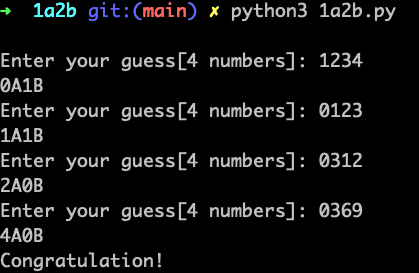 ➜ 1a2b git:(main) ✗ python3 1a2b.py
Enter your guess[4 numbers]: 1234
0A1B
Enter your guess[4 numbers]: 0123
1A1B
Enter your guess[4 numbers]: 0312
2A0B
Enter your guess[4 numbers]: 0369
4A0B
Congratulation!